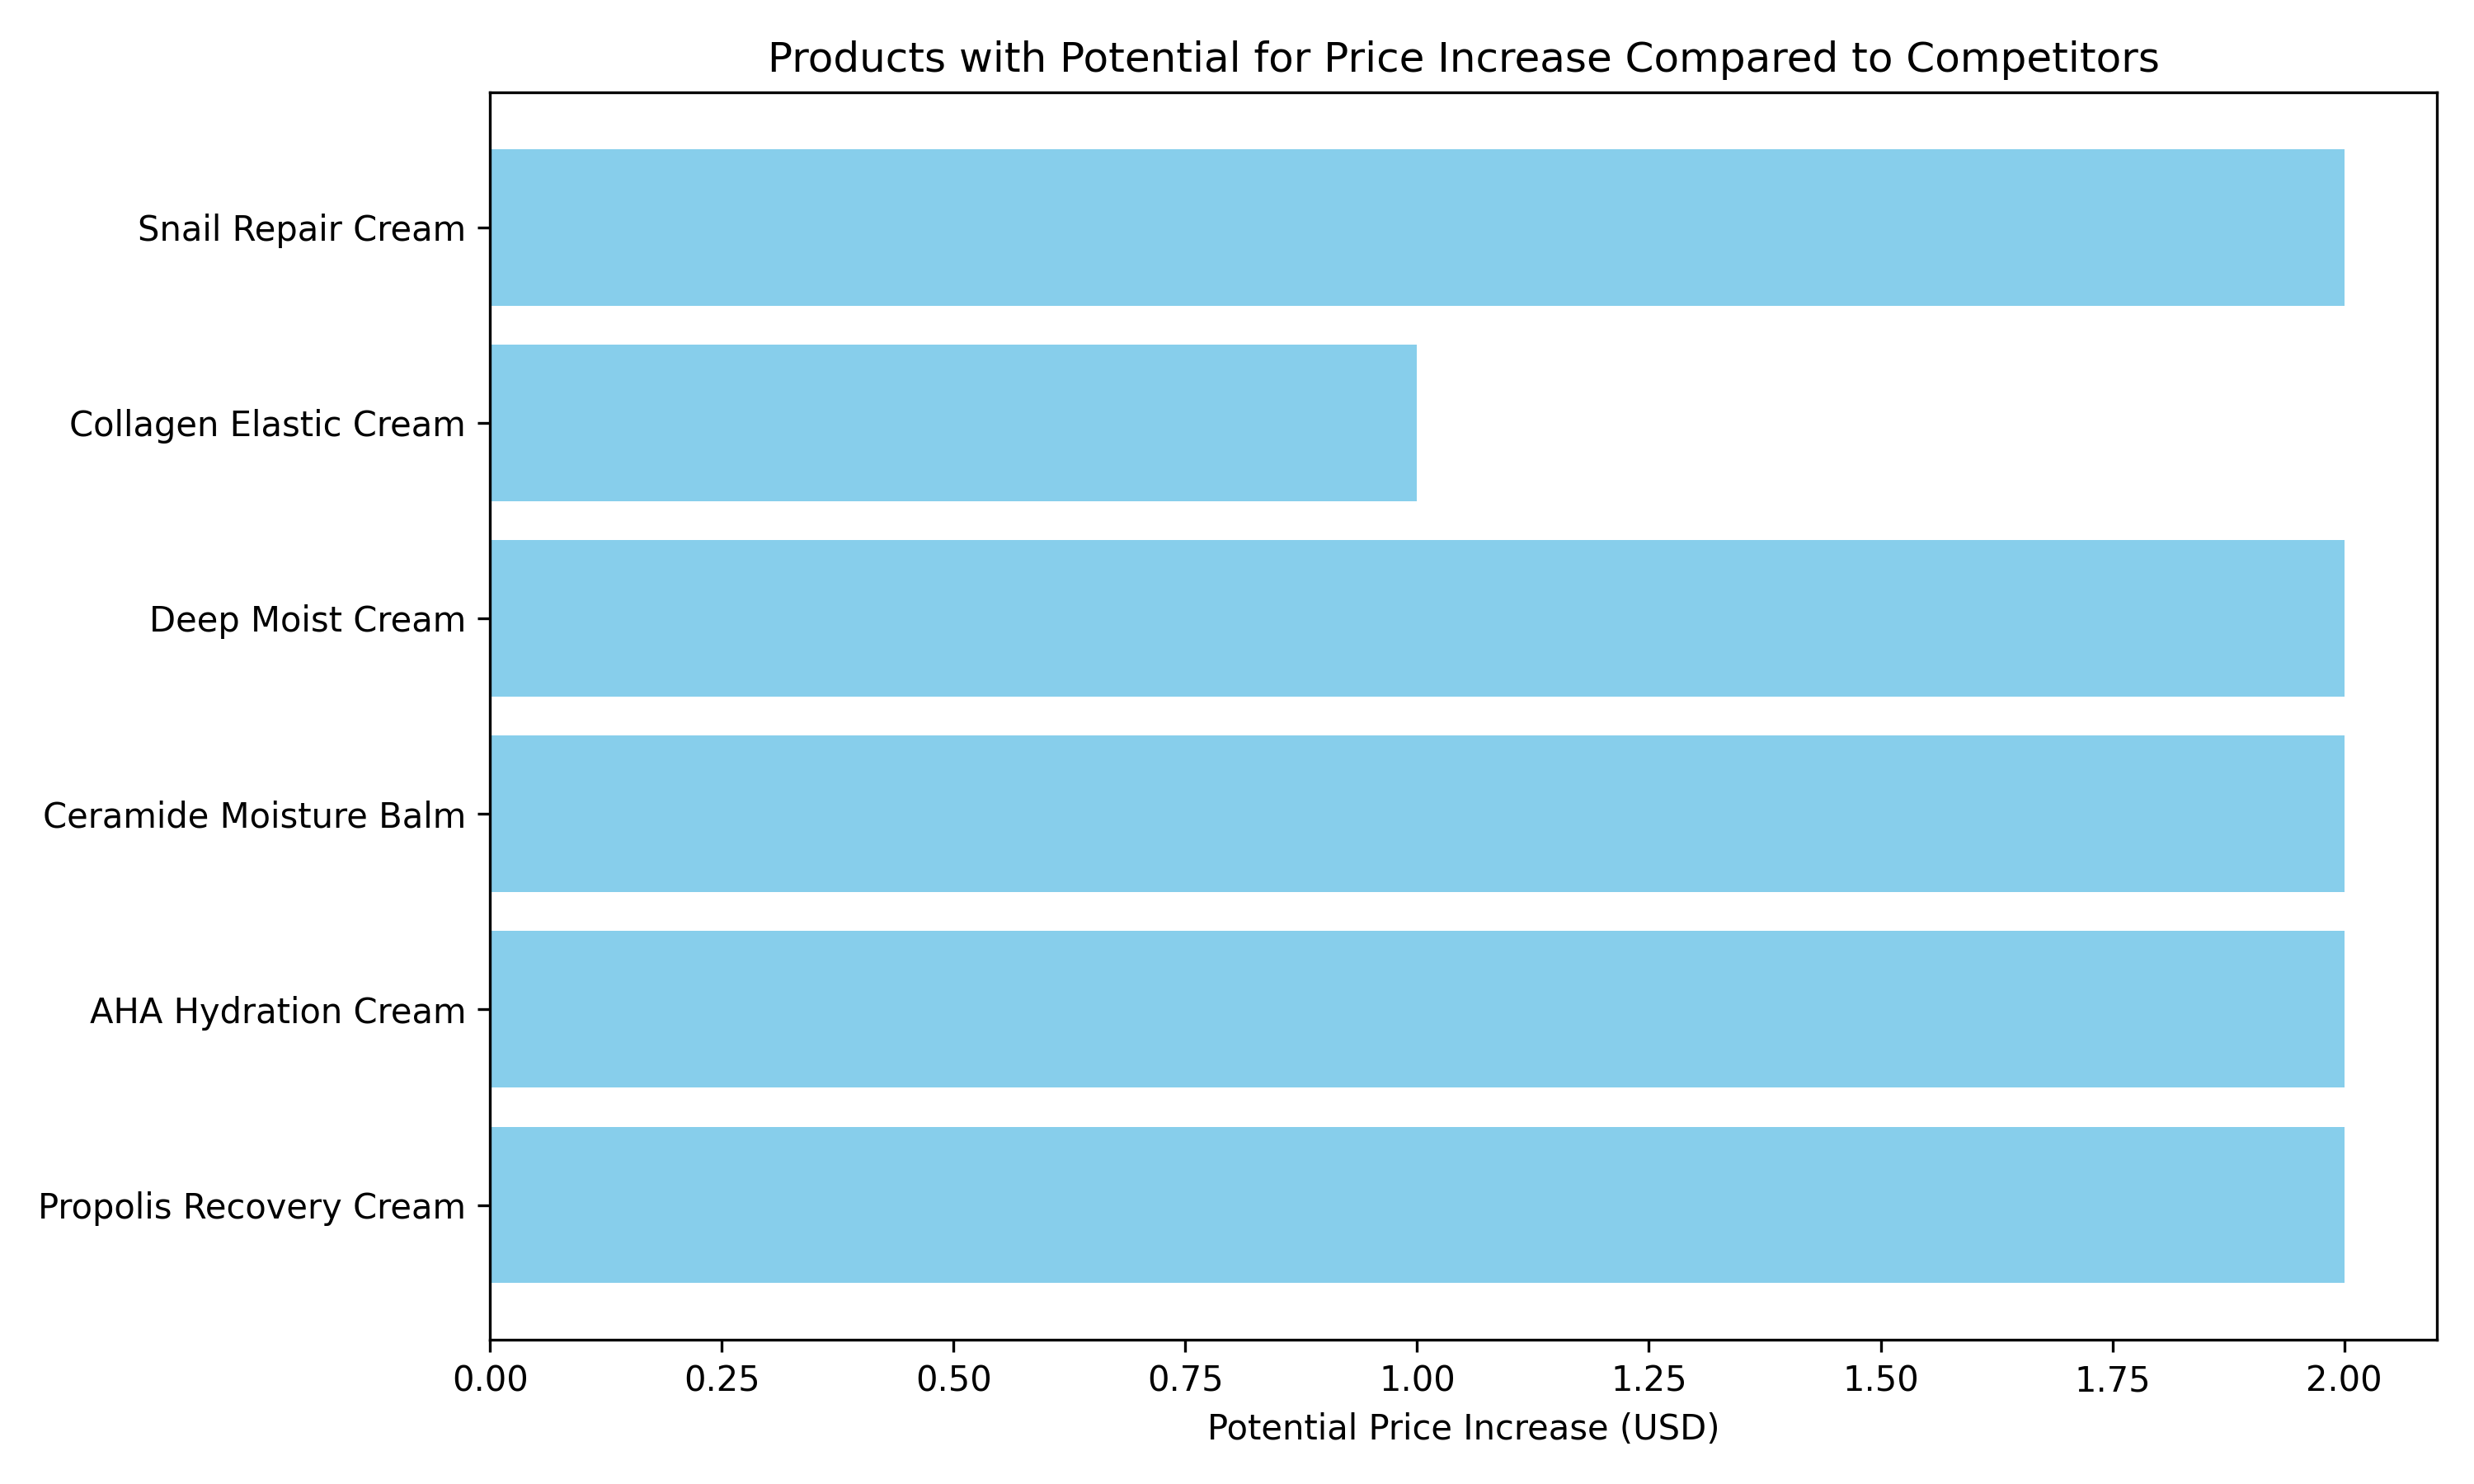 Products with Potential for Price Increase Compared to Competitors
Snail Repair Cream
Collagen Elastic Cream
Deep Moist Cream
Ceramide Moisture Balm
AHA Hydration Cream
Propolis Recovery Cream
0.00 0.25 0.50 0.75 1.00 1.25 1.50 1.75 2.00
Potential Price Increase (USD)